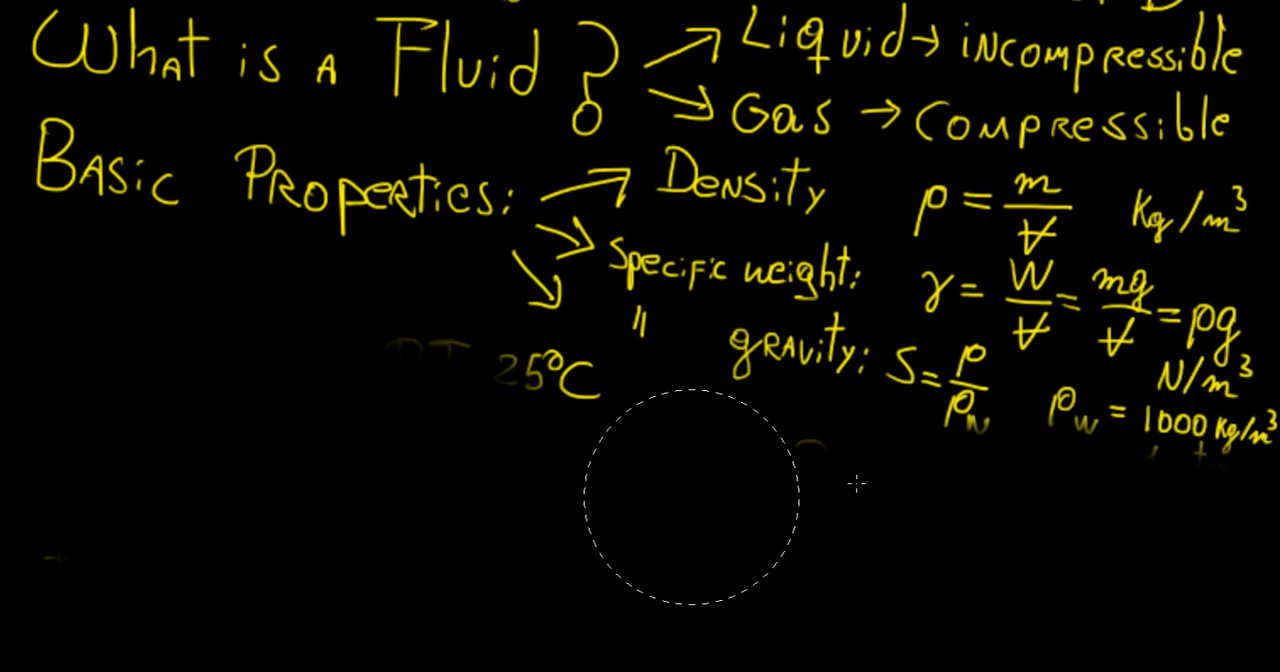 What is a Fluid? → Liquid → incompressible
→ Gas → Compressible
Basic Properties: → Density ρ = m/V Kg/m³
→ Specific weight: γ = W/V = mg/V = ρg N/m³
→ " gravity: S = ρ/ρw ρw = 1000 Kg/m³
25°C